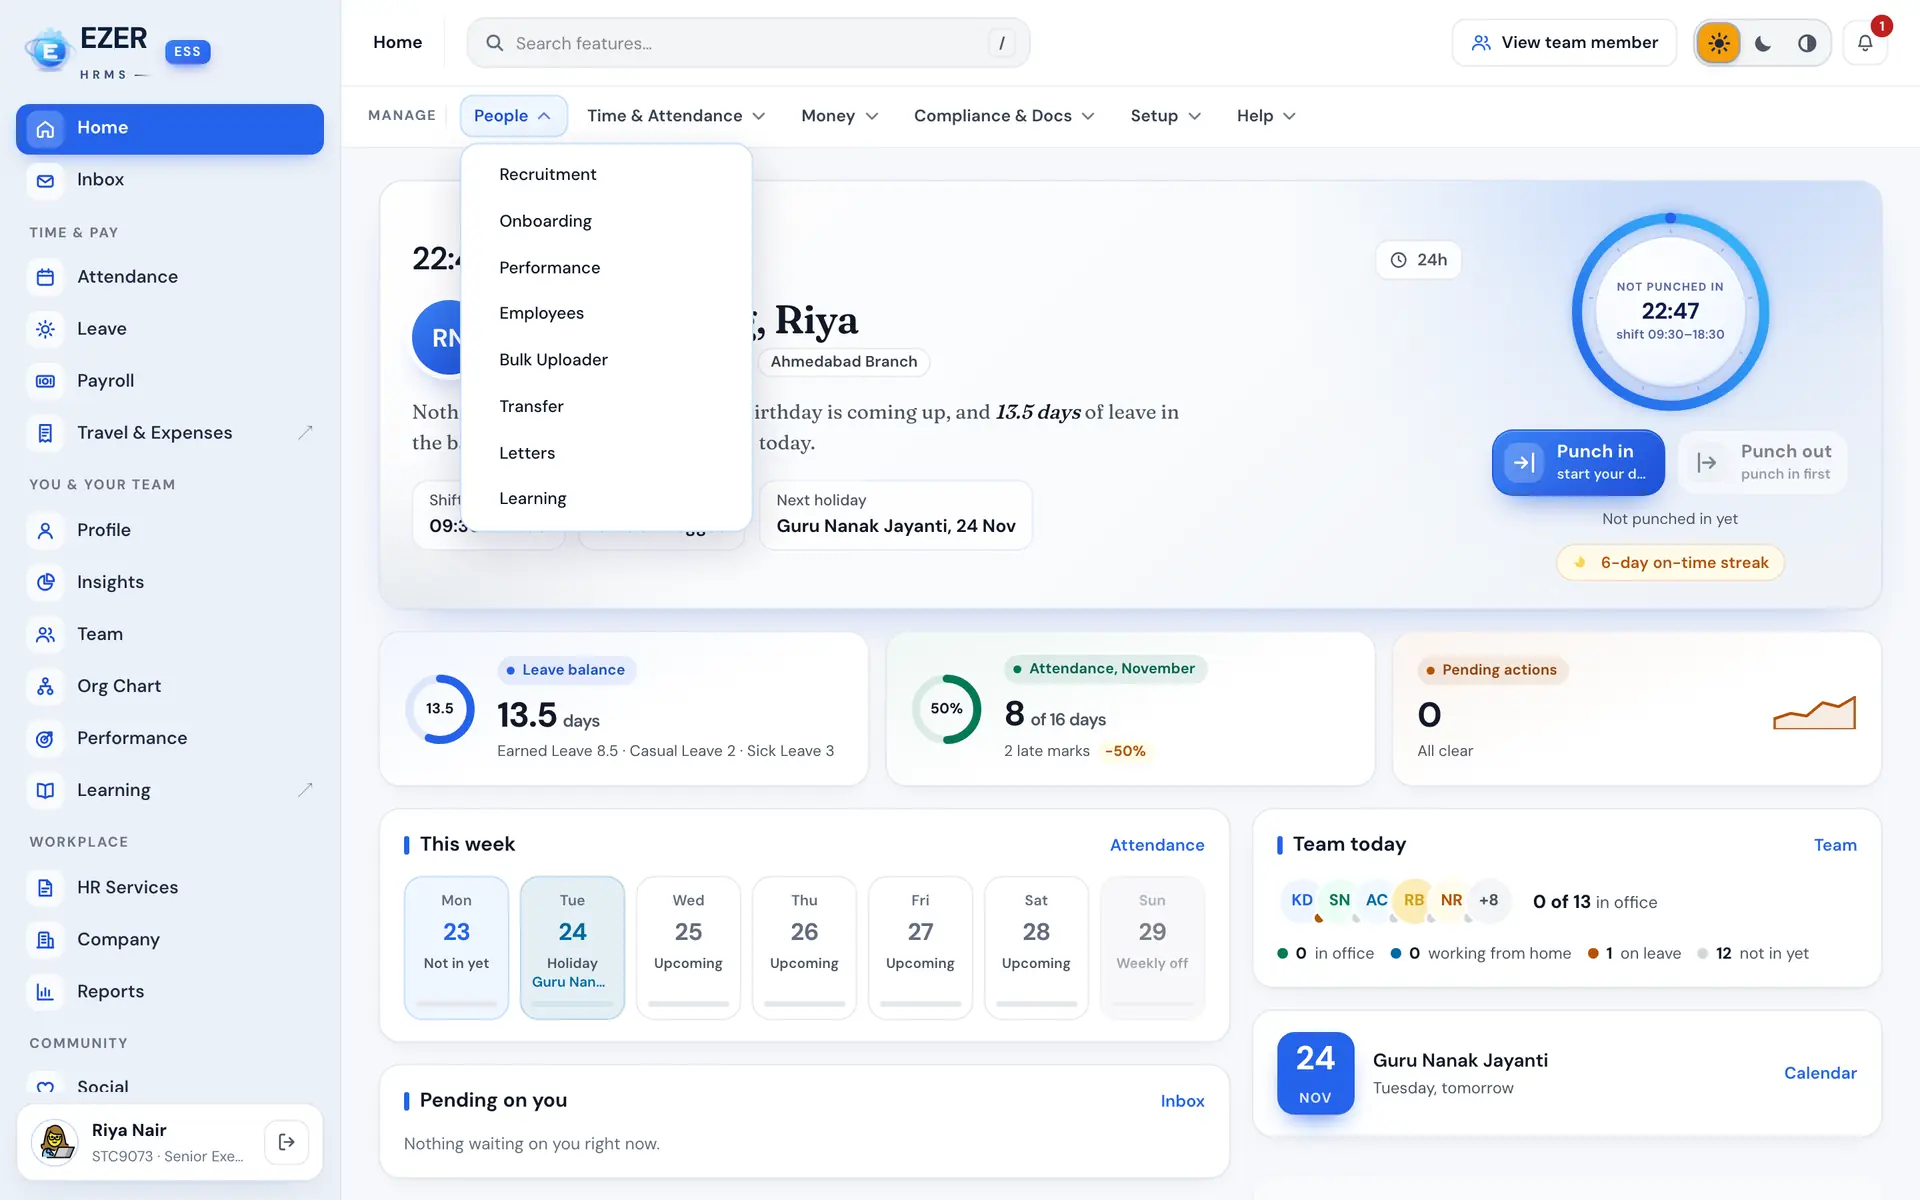 EZER
HRMS
ESS
Home
Search features...
/
View team member
1
Home
Inbox
TIME & PAY
Attendance
Leave
Payroll
Travel & Expenses
YOU & YOUR TEAM
Profile
Insights
Team
Org Chart
Performance
Learning
WORKPLACE
HR Services
Company
Reports
COMMUNITY
Social
Riya Nair
STC9073 · Senior Exe...
MANAGE
People
Time & Attendance
Money
Compliance & Docs
Setup
Help
Recruitment
Onboarding
Performance
Employees
Bulk Uploader
Transfer
Letters
Learning
24h
, Riya
Ahmedabad Branch
is coming up, and 13.5 days of leave in
the
today.
Shift
Next holiday
Guru Nanak Jayanti, 24 Nov
NOT PUNCHED IN
22:47
shift 09:30–18:30
Punch in
start your d...
Punch out
punch in first
Not punched in yet
6-day on-time streak
13.5
Leave balance
13.5 days
Earned Leave 8.5 · Casual Leave 2 · Sick Leave 3
50%
Attendance, November
8 of 16 days
2 late marks -50%
Pending actions
0
All clear
This week
Attendance
Mon
23
Not in yet
Tue
24
Holiday
Guru Nan...
Wed
25
Upcoming
Thu
26
Upcoming
Fri
27
Upcoming
Sat
28
Upcoming
Sun
29
Weekly off
Team today
Team
KD SN AC RB NR +8
0 of 13 in office
0 in office
0 working from home
1 on leave
12 not in yet
24
NOV
Guru Nanak Jayanti
Tuesday, tomorrow
Calendar
Pending on you
Inbox
Nothing waiting on you right now.